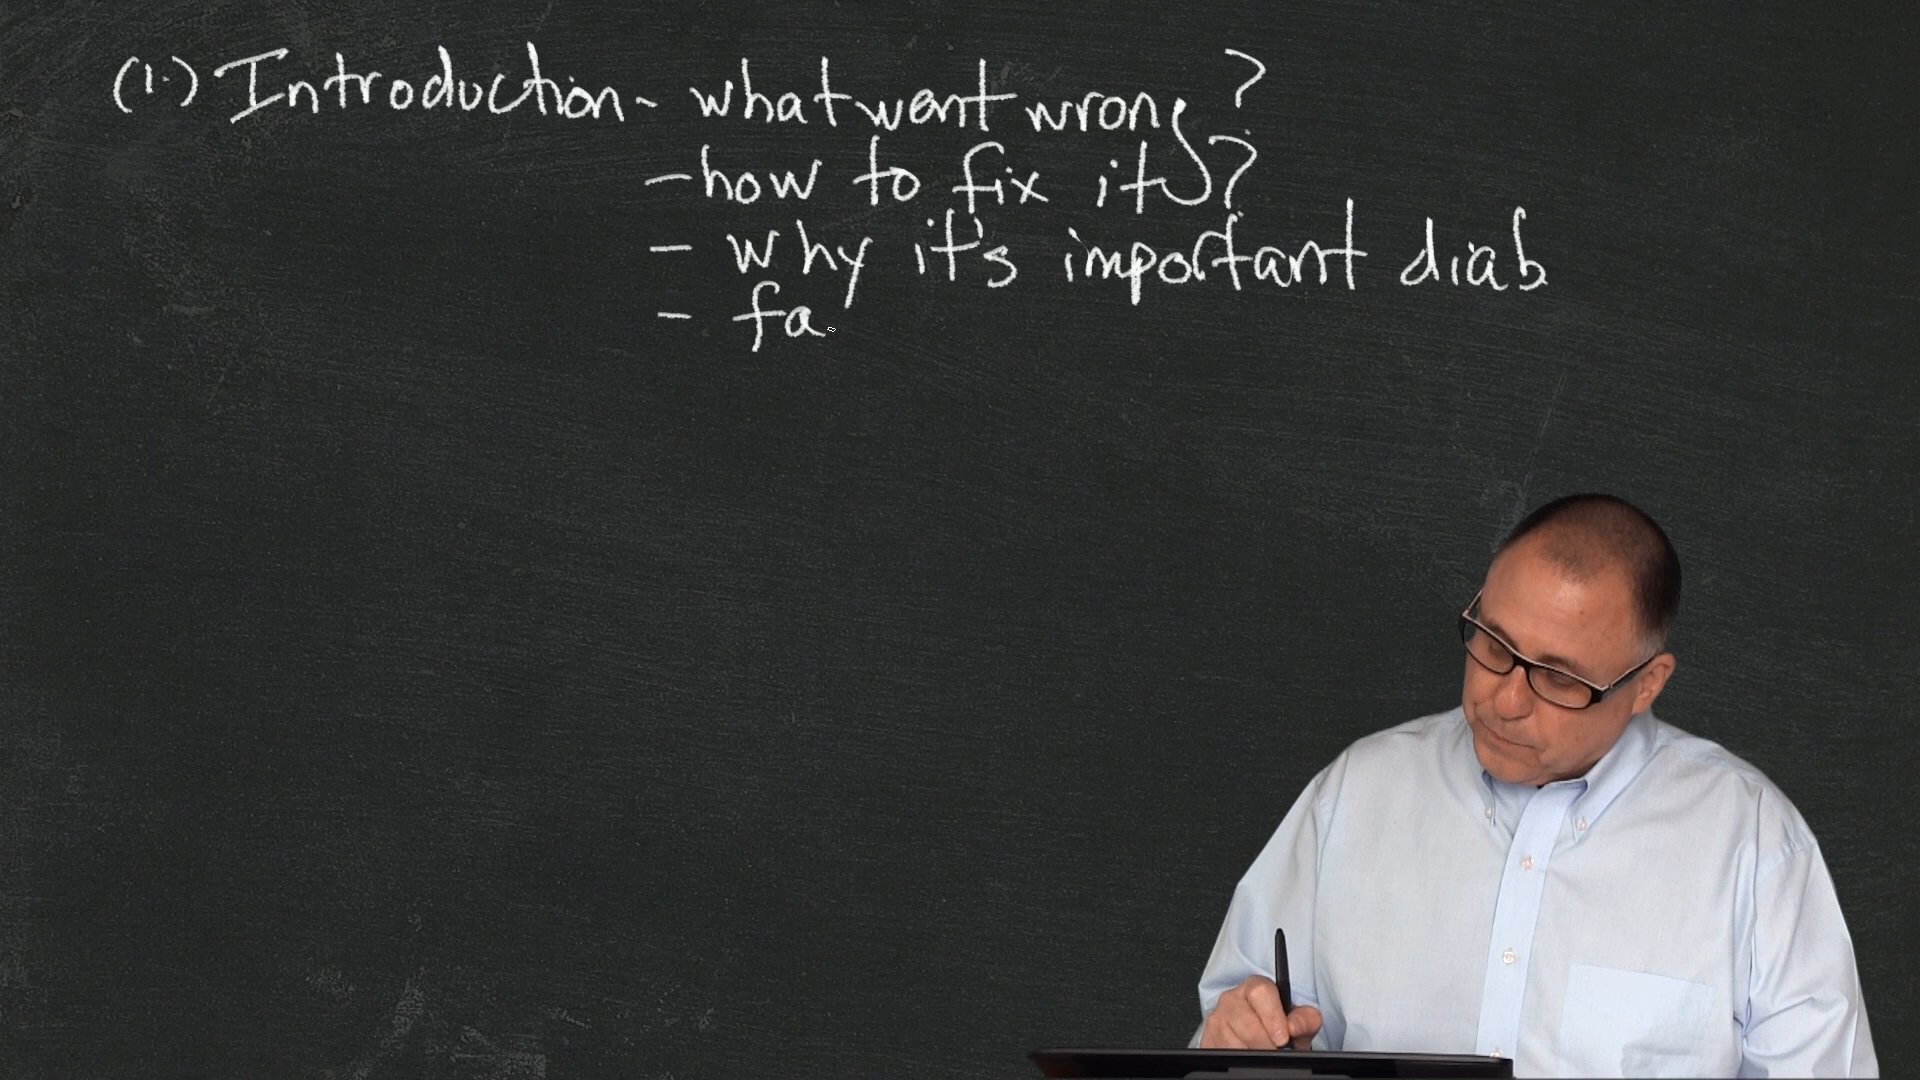 (1.) Introduction - what went wrong?
- how to fix it?
- why it's important diab
- fa